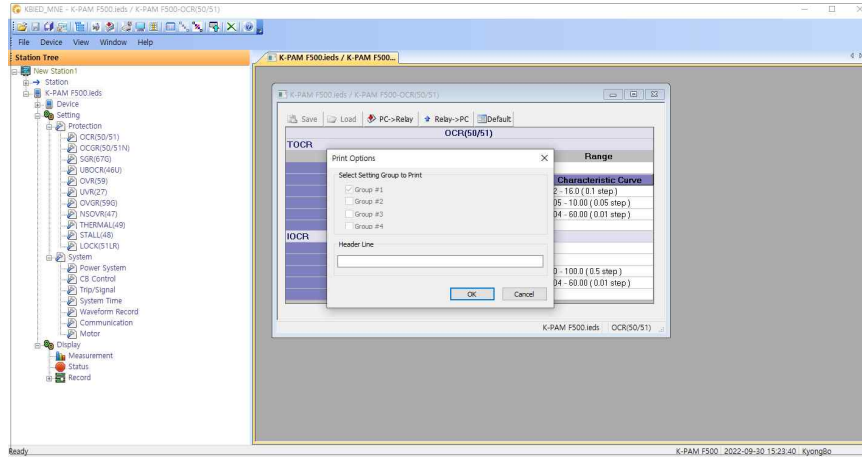 KBIED_MNE - K-PAM F500.ieds / K-PAM F500-OCR(50/51)
File Device View Window Help
Station Tree
New Station1
Station
K-PAM F500.ieds
Device
Setting
Protection
OCR(50/51)
OCGR(50/51N)
SGR(67G)
UBOCR(46U)
OVR(59)
UVR(27)
OVGR(59G)
NSOVR(47)
THERMAL(49)
STALL(48)
LOCK(51LR)
System
Power System
CB Control
Trip/Signal
System Time
Waveform Record
Communication
Motor
Display
Measurement
Status
Record
K-PAM F500.ieds / K-PAM F500...
K-PAM F500.ieds / K-PAM F500-OCR(50/51)
Save Load PC->Relay Relay->PC Default
OCR(50/51)
TOCR
Range
Characteristic Curve
2 - 16.0 ( 0.1 step )
05 - 10.00 ( 0.05 step )
04 - 60.00 ( 0.01 step )
IOCR
0 - 100.0 ( 0.5 step )
04 - 60.00 ( 0.01 step )
K-PAM F500.ieds OCR(50/51)
Print Options
Select Setting Group to Print
Group #1
Group #2
Group #3
Group #4
Header Line
OK Cancel
Ready
K-PAM F500 2022-09-30 15:23:40 KyongBo